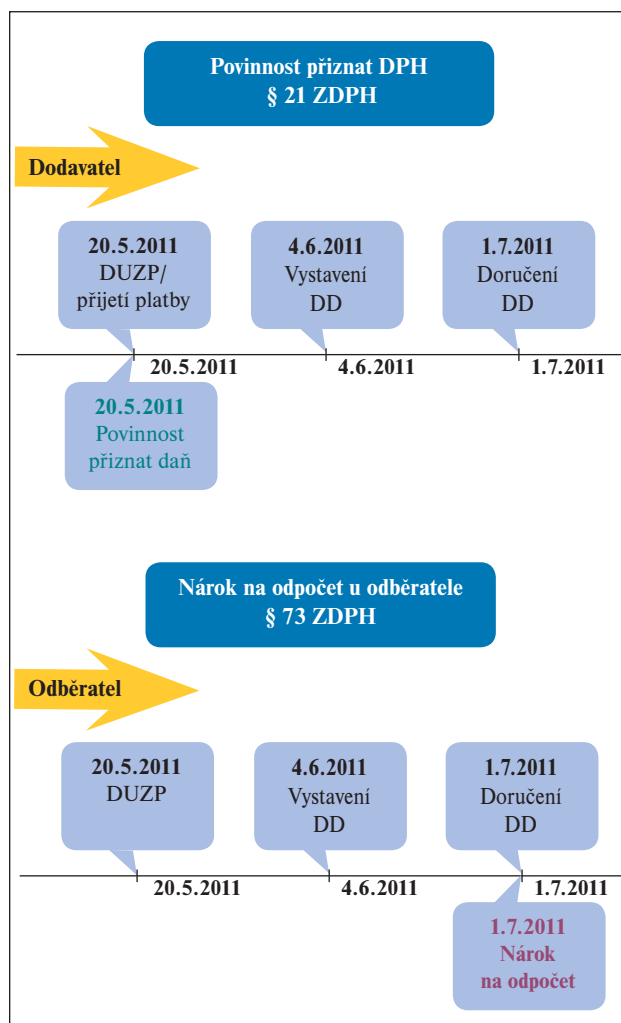 Povinnost přiznat DPH
§ 21 ZDPH
Dodavatel
20.5.2011
DUZP/
přijetí platby
4.6.2011
Vystavení
DD
1.7.2011
Doručení
DD
20.5.2011
4.6.2011
1.7.2011
20.5.2011
Povinnost
přiznat daň
Nárok na odpočet u odběratele
§ 73 ZDPH
Odběratel
20.5.2011
DUZP
4.6.2011
Vystavení
DD
1.7.2011
Doručení
DD
20.5.2011
4.6.2011
1.7.2011
1.7.2011
Nárok
na odpočet